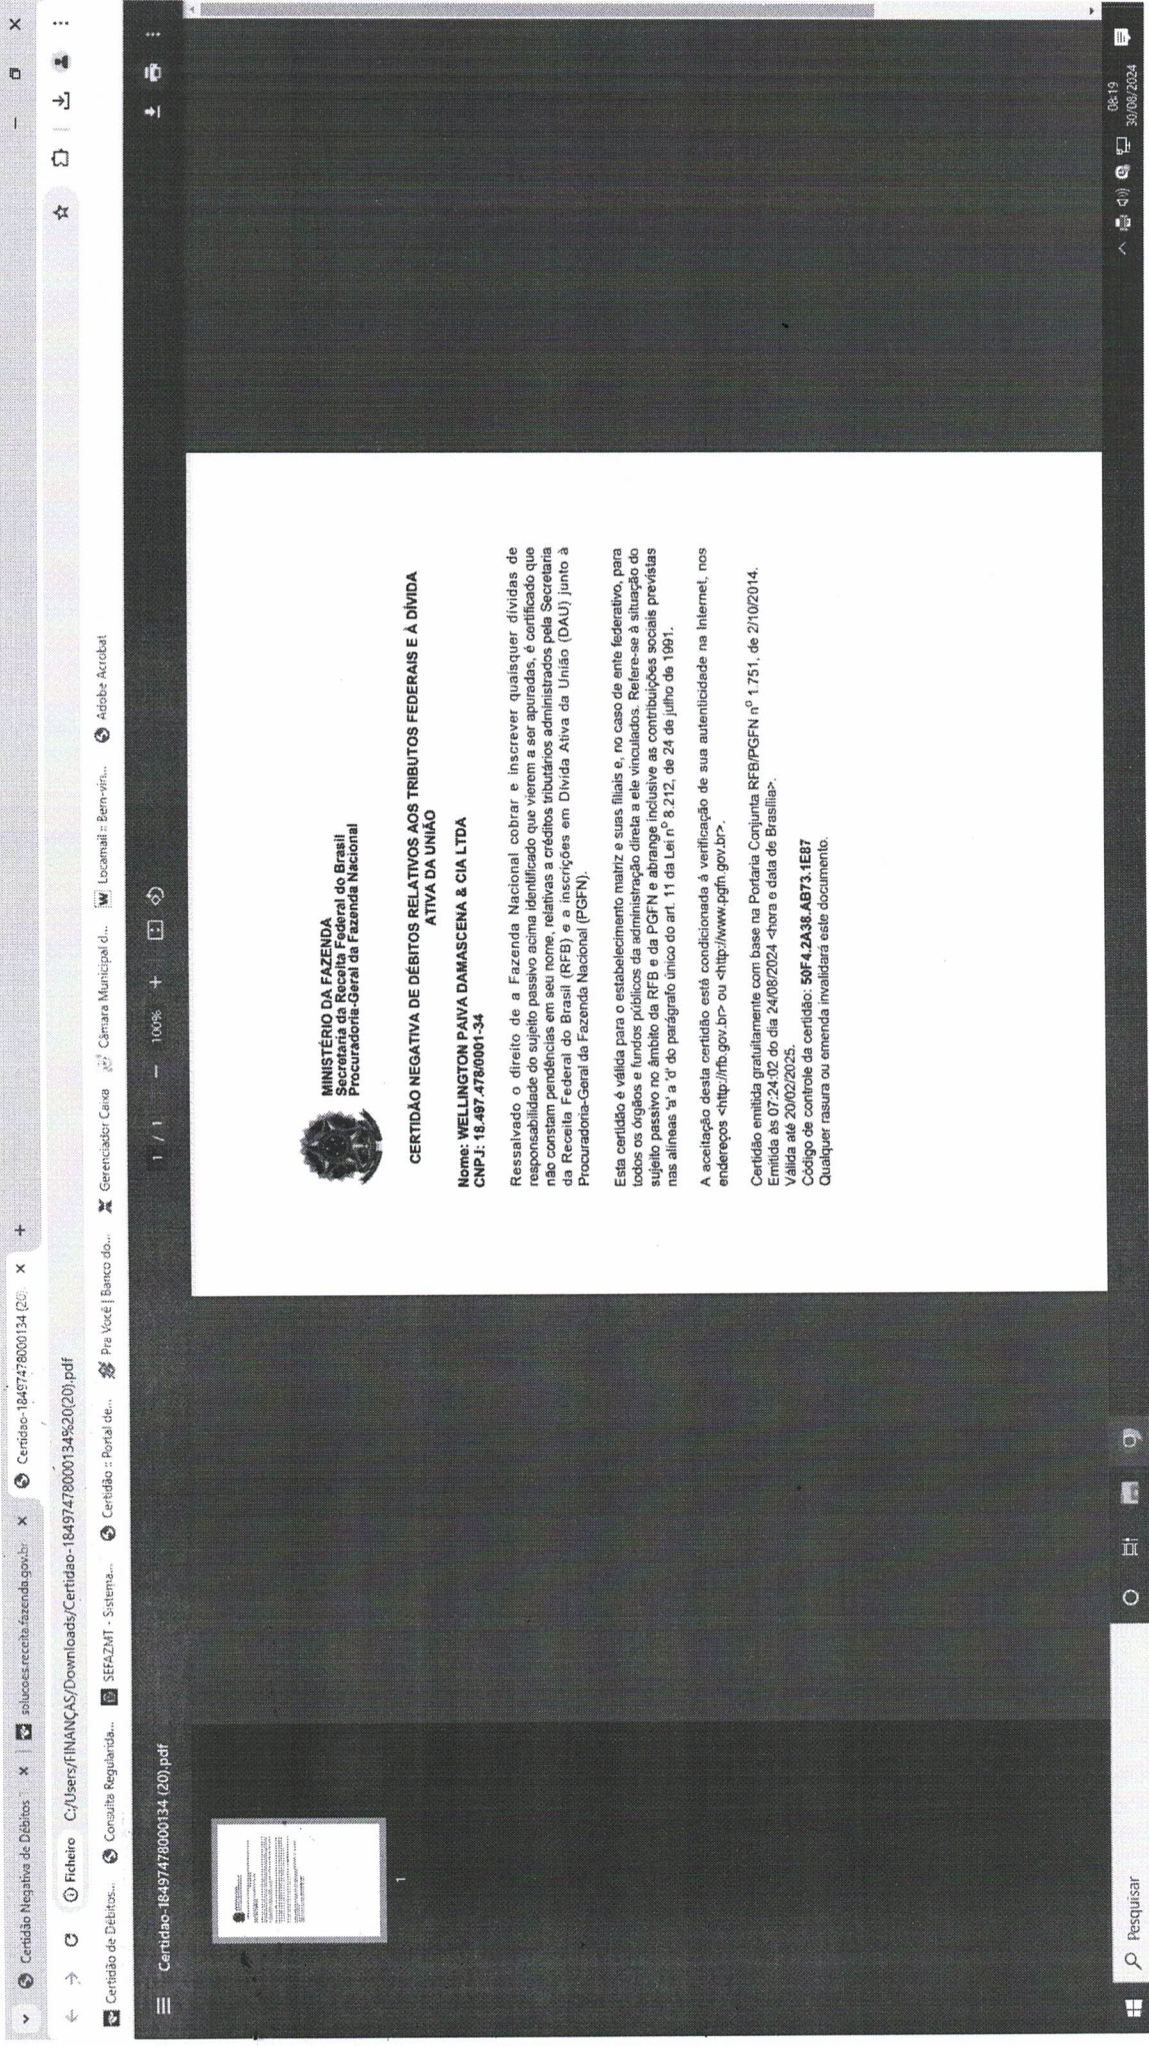 Certidão Negativa de Débitos
solucoes.receita.fazenda.gov.br
Certidao-18497478000134 (20)
Ficheiro C:/Users/FINANÇAS/Downloads/Certidao-18497478000134%20(20).pdf
Certidão de Débitos... Consulta Regularida... SEFAZMT - Sistema... Certidão :: Portal de... Pra Você | Banco do... Gerenciador Caixa Câmara Municipal d... Locamail :: Bem-vin... Adobe Acrobat
Certidao-18497478000134 (20).pdf
1 / 1 − 100% +
1
MINISTÉRIO DA FAZENDA
Secretaria da Receita Federal do Brasil
Procuradoria-Geral da Fazenda Nacional
CERTIDÃO NEGATIVA DE DÉBITOS RELATIVOS AOS TRIBUTOS FEDERAIS E À DÍVIDA
ATIVA DA UNIÃO
Nome: WELLINGTON PAIVA DAMASCENA & CIA LTDA
CNPJ: 18.497.478/0001-34
Ressalvado o direito de a Fazenda Nacional cobrar e inscrever quaisquer dívidas de
responsabilidade do sujeito passivo acima identificado que vierem a ser apuradas, é certificado que
não constam pendências em seu nome, relativas a créditos tributários administrados pela Secretaria
da Receita Federal do Brasil (RFB) e a inscrições em Dívida Ativa da União (DAU) junto à
Procuradoria-Geral da Fazenda Nacional (PGFN).
Esta certidão é válida para o estabelecimento matriz e suas filiais e, no caso de ente federativo, para
todos os órgãos e fundos públicos da administração direta a ele vinculados. Refere-se à situação do
sujeito passivo no âmbito da RFB e da PGFN e abrange inclusive as contribuições sociais previstas
nas alíneas 'a' a 'd' do parágrafo único do art. 11 da Lei nº 8.212, de 24 de julho de 1991.
A aceitação desta certidão está condicionada à verificação de sua autenticidade na Internet, nos
endereços <http://rfb.gov.br> ou <http://www.pgfn.gov.br>.
Certidão emitida gratuitamente com base na Portaria Conjunta RFB/PGFN nº 1.751, de 2/10/2014.
Emitida às 07:24:02 do dia 24/08/2024 <hora e data de Brasília>.
Válida até 20/02/2025.
Código de controle da certidão: 50F4.2A38.AB73.1E87
Qualquer rasura ou emenda invalidará este documento.
Pesquisar
08:19
30/08/2024